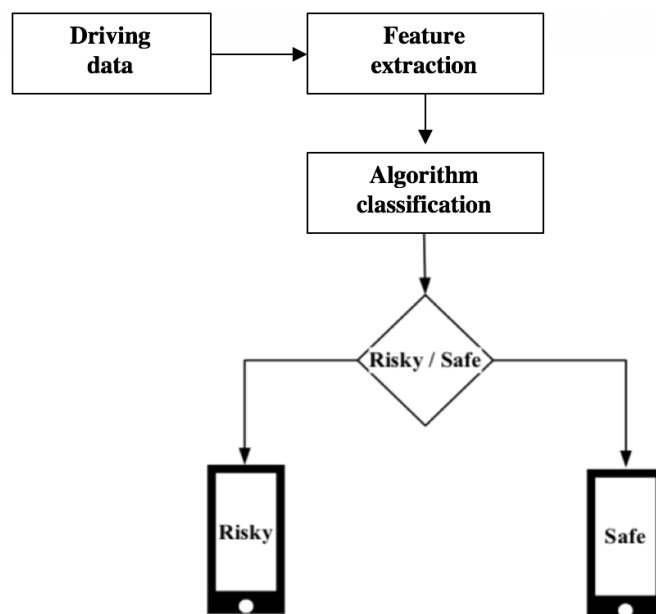 Driving
data
Feature
extraction
Algorithm
classification
Risky / Safe
Risky
Safe